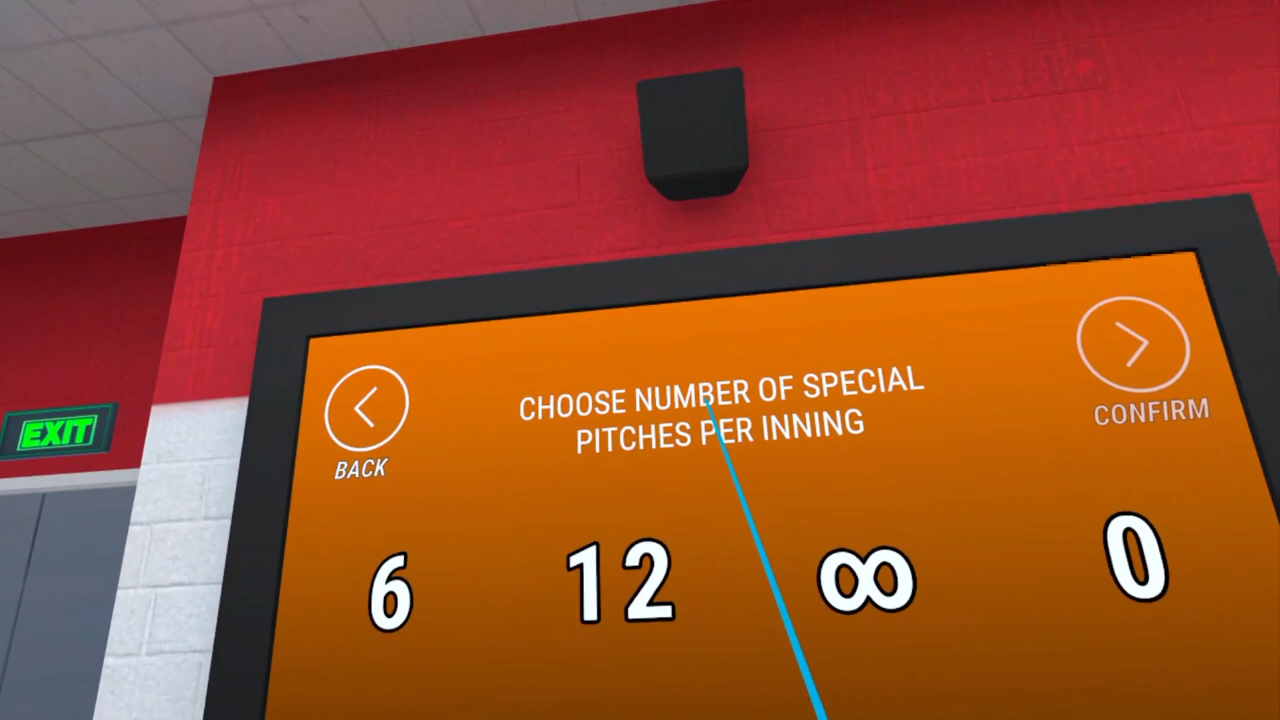 EXIT
CHOOSE NUMBER OF SPECIAL
PITCHES PER INNING
BACK
CONFIRM
6 12 ∞ 0